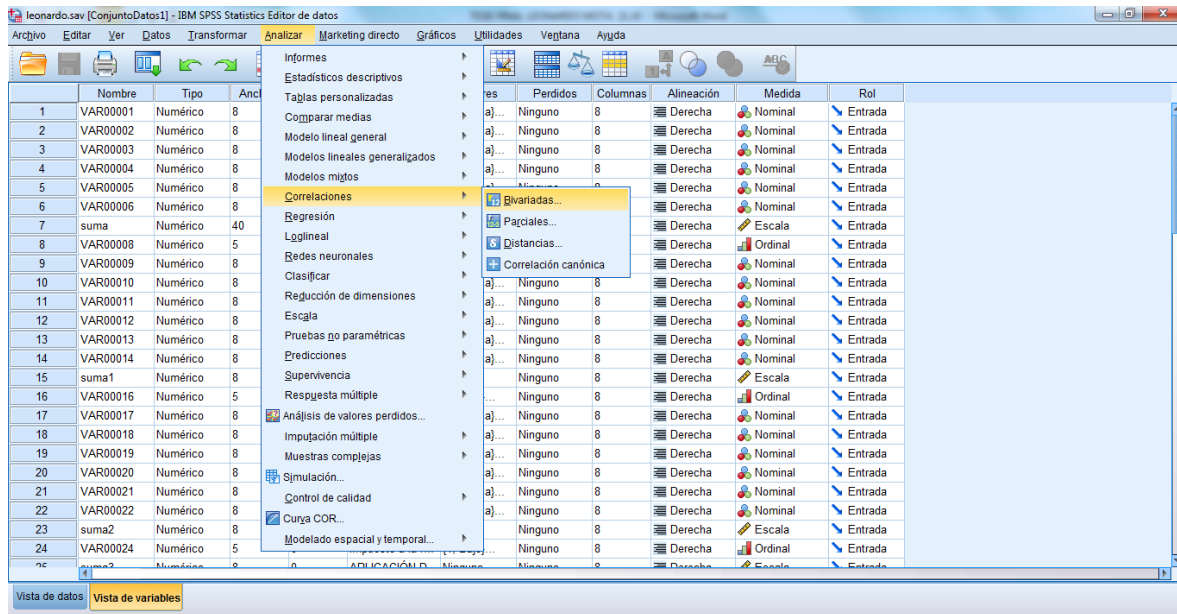 leonardo.sav [ConjuntoDatos1] - IBM SPSS Statistics Editor de datos
Archivo Editar Ver Datos Transformar Analizar Marketing directo Gráficos Utilidades Ventana Ayuda
Informes
Estadísticos descriptivos
Tablas personalizadas
Comparar medias
Modelo lineal general
Modelos lineales generalizados
Modelos mixtos
Correlaciones
Regresión
Loglineal
Redes neuronales
Clasificar
Reducción de dimensiones
Escala
Pruebas no paramétricas
Predicciones
Supervivencia
Respuesta múltiple
Análisis de valores perdidos...
Imputación múltiple
Muestras complejas
Simulación...
Control de calidad
Curva COR...
Modelado espacial y temporal...
Bivariadas...
Parciales...
Distancias...
Correlación canónica
Nombre Tipo Perdidos Columnas Alineación Medida Rol
1 VAR00001 Numérico 8 Ninguno 8 Derecha Nominal Entrada
2 VAR00002 Numérico 8 Ninguno 8 Derecha Nominal Entrada
3 VAR00003 Numérico 8 Ninguno 8 Derecha Nominal Entrada
4 VAR00004 Numérico 8 Ninguno 8 Derecha Nominal Entrada
5 VAR00005 Numérico 8 Derecha Nominal Entrada
6 VAR00006 Numérico 8 Derecha Nominal Entrada
7 suma Numérico 40 Derecha Escala Entrada
8 VAR00008 Numérico 5 Derecha Ordinal Entrada
9 VAR00009 Numérico 8 Derecha Nominal Entrada
10 VAR00010 Numérico 8 Ninguno 8 Derecha Nominal Entrada
11 VAR00011 Numérico 8 Ninguno 8 Derecha Nominal Entrada
12 VAR00012 Numérico 8 Ninguno 8 Derecha Nominal Entrada
13 VAR00013 Numérico 8 Ninguno 8 Derecha Nominal Entrada
14 VAR00014 Numérico 8 Ninguno 8 Derecha Nominal Entrada
15 suma1 Numérico 8 Ninguno 8 Derecha Escala Entrada
16 VAR00016 Numérico 5 Ninguno 8 Derecha Ordinal Entrada
17 VAR00017 Numérico 8 Ninguno 8 Derecha Nominal Entrada
18 VAR00018 Numérico 8 Ninguno 8 Derecha Nominal Entrada
19 VAR00019 Numérico 8 Ninguno 8 Derecha Nominal Entrada
20 VAR00020 Numérico 8 Ninguno 8 Derecha Nominal Entrada
21 VAR00021 Numérico 8 Ninguno 8 Derecha Nominal Entrada
22 VAR00022 Numérico 8 Ninguno 8 Derecha Nominal Entrada
23 suma2 Numérico 8 Ninguno 8 Derecha Escala Entrada
24 VAR00024 Numérico 5 Ninguno 8 Derecha Ordinal Entrada
Vista de datos Vista de variables